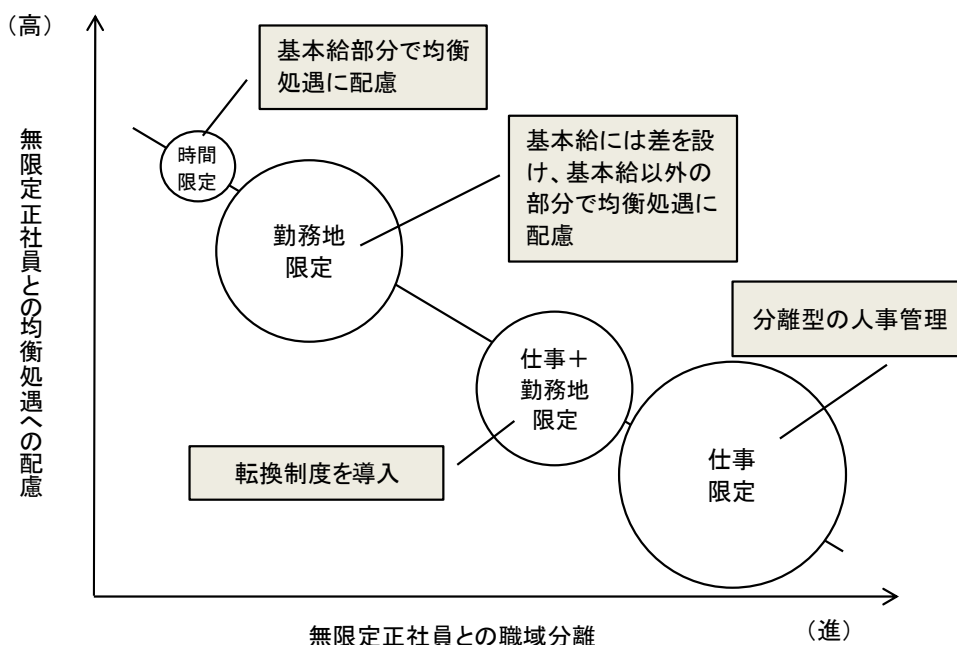 （高）
無限定正社員との均衡処遇への配慮
基本給部分で均衡
処遇に配慮
時間
限定
基本給には差を設
け、基本給以外の
部分で均衡処遇に
配慮
勤務地
限定
分離型の人事管理
仕事＋
勤務地
限定
転換制度を導入
仕事
限定
無限定正社員との職域分離
（進）